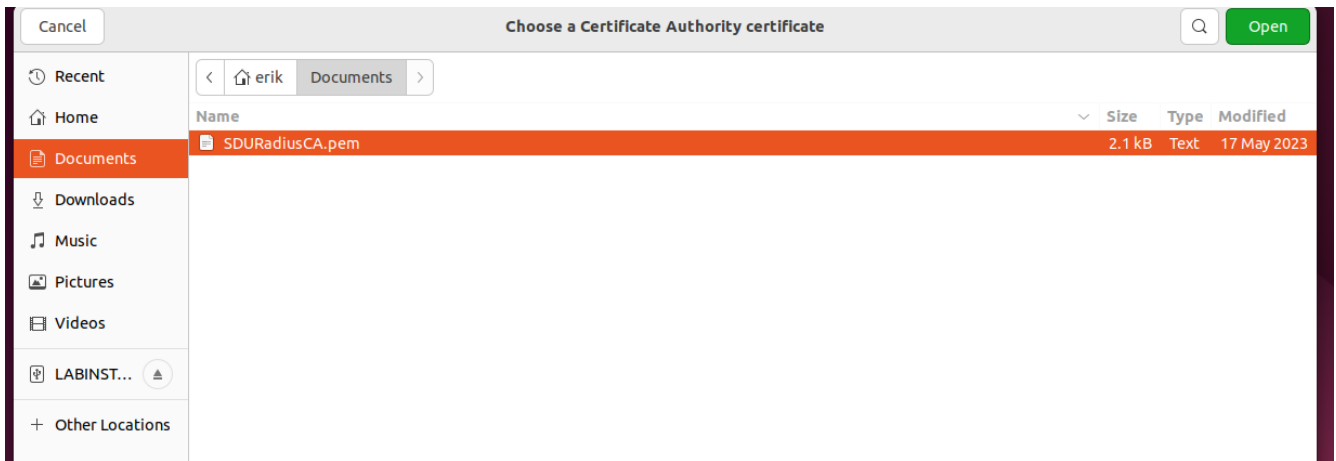 Cancel
Choose a Certificate Authority certificate
Open
Recent
Home
Documents
Downloads
Music
Pictures
Videos
LABINST...
+ Other Locations
erik Documents
Name Size Type Modified
SDURadiusCA.pem 2.1 kB Text 17 May 2023